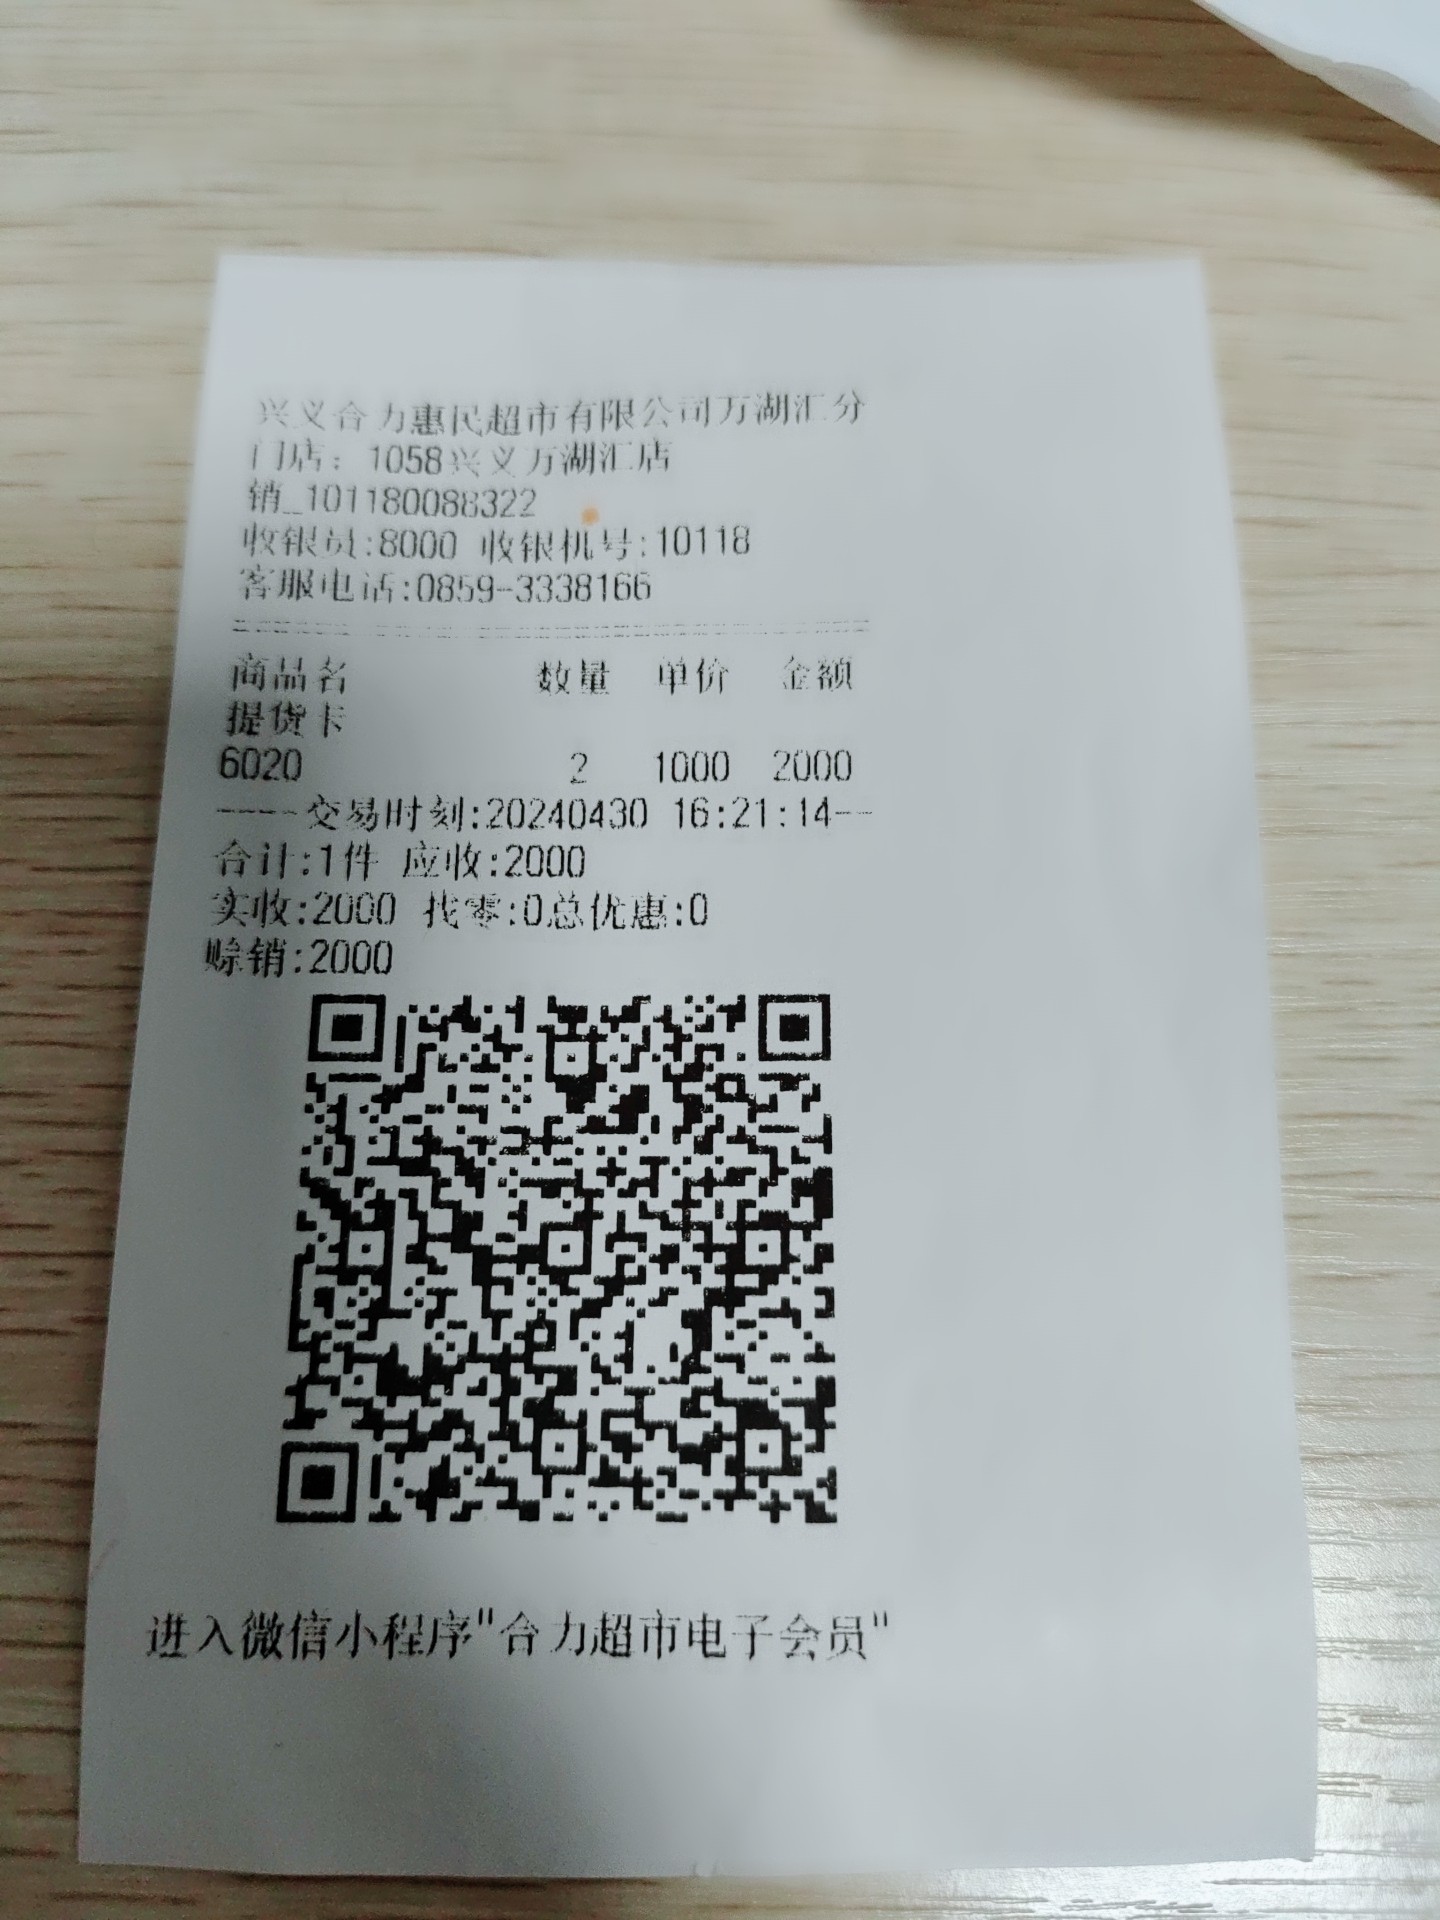 兴义合力惠民超市有限公司万湖汇分
门店：1058兴义万湖汇店
销_101180088322
收银员:8000 收银机号:10118
客服电话:0859-3338166
商品名 数量 单价 金额
提货卡
6020 2 1000 2000
----交易时刻:20240430 16:21:14--
合计:1件 应收:2000
实收:2000 找零:0总优惠:0
赊销:2000
进入微信小程序"合力超市电子会员"